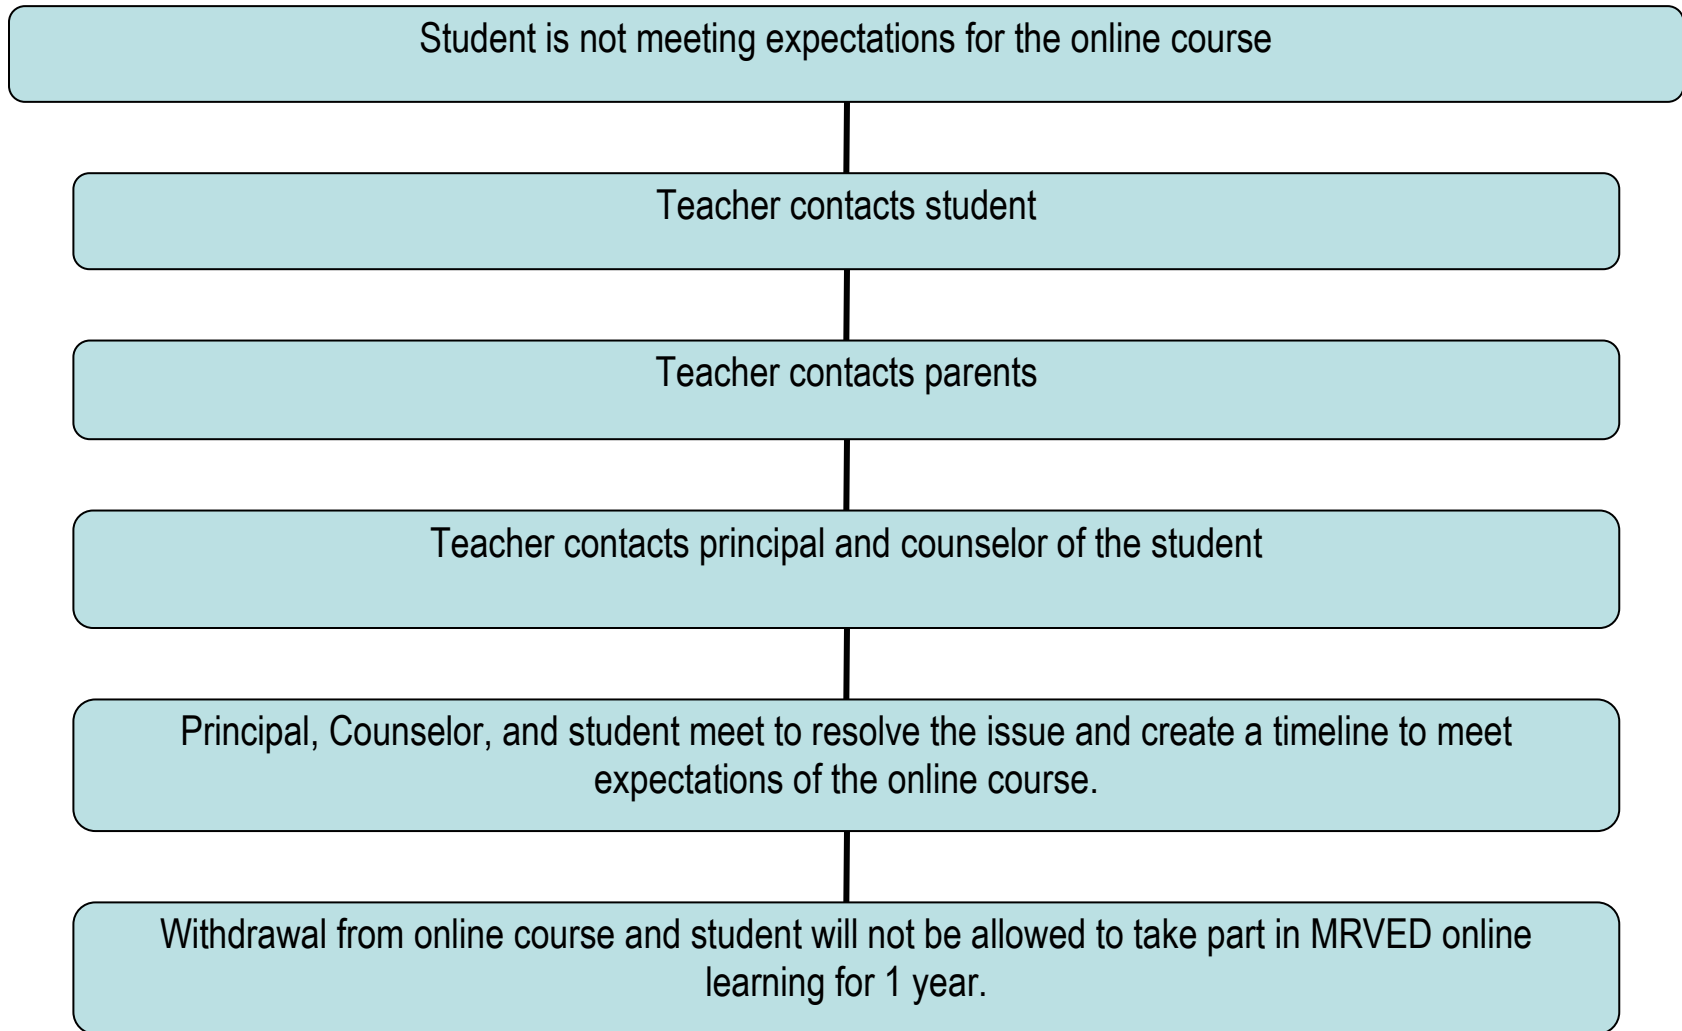 Student is not meeting expectations for the online course
Teacher contacts student
Teacher contacts parents
Teacher contacts principal and counselor of the student
Principal, Counselor, and student meet to resolve the issue and create a timeline to meet
expectations of the online course.
Withdrawal from online course and student will not be allowed to take part in MRVED online
learning for 1 year.